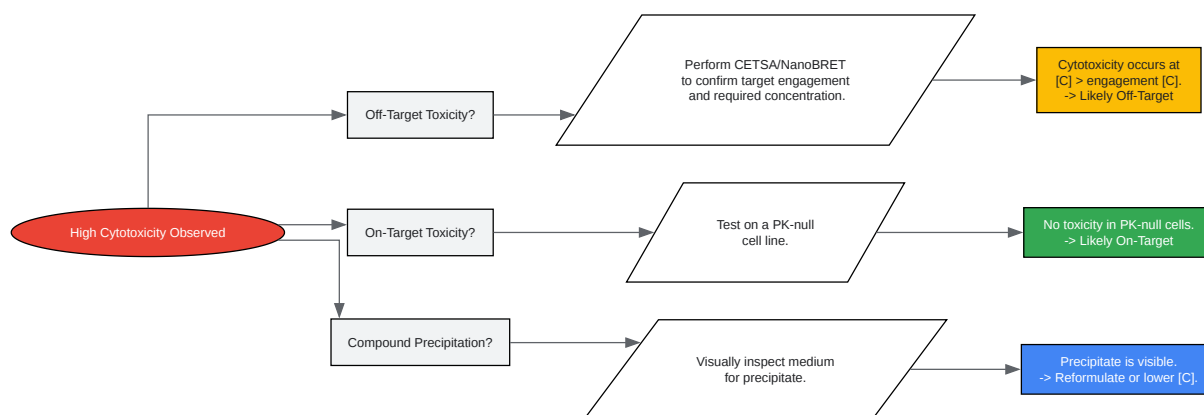 High Cytotoxicity Observed
Off-Target Toxicity?
Perform CETSA/NanoBRET
to confirm target engagement
and required concentration.
Cytotoxicity occurs at
[C] > engagement [C].
-> Likely Off-Target
On-Target Toxicity?
Test on a PK-null
cell line.
No toxicity in PK-null cells.
-> Likely On-Target
Compound Precipitation?
Visually inspect medium
for precipitate.
Precipitate is visible.
-> Reformulate or lower [C].